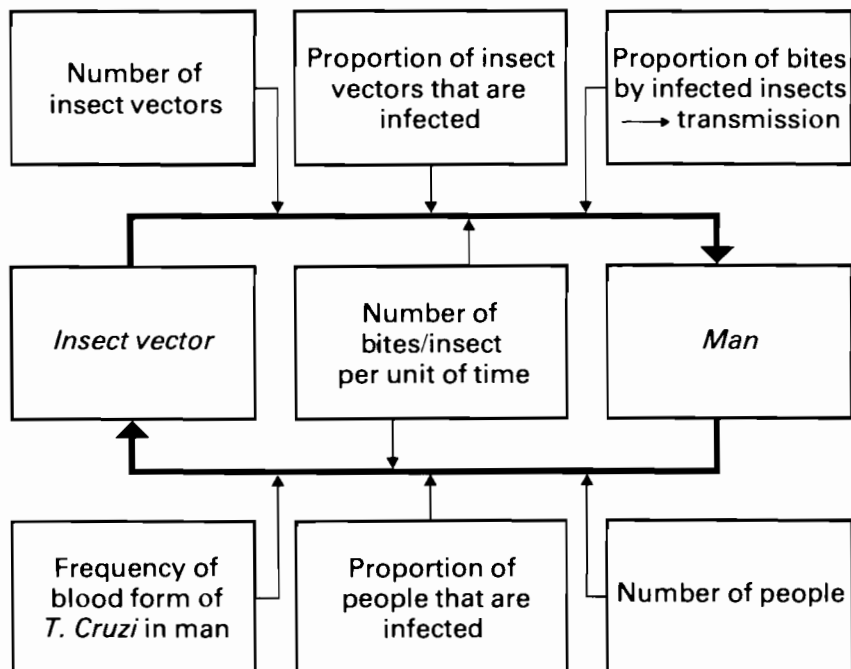 Number of
insect vectors
Proportion of insect
vectors that are
infected
Proportion of bites
by infected insects
→ transmission
Insect vector
Number of
bites/insect
per unit of time
Man
Frequency of
blood form of
T. Cruzi in man
Proportion of
people that are
infected
Number of people